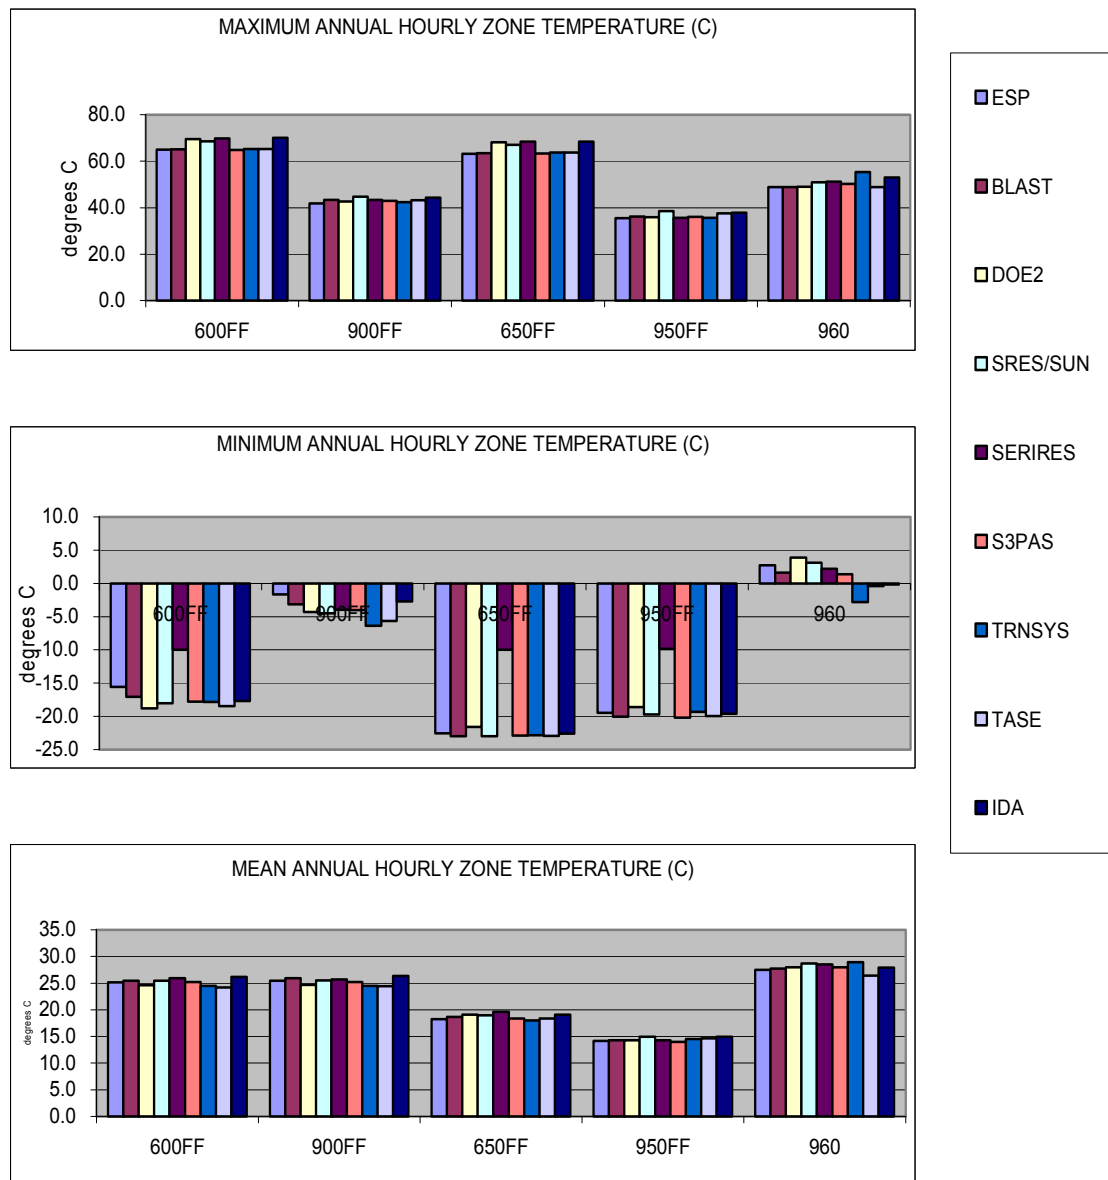 MAXIMUM ANNUAL HOURLY ZONE TEMPERATURE (C)
degrees C
80.0
60.0
40.0
20.0
0.0
600FF 900FF 650FF 950FF 960
MINIMUM ANNUAL HOURLY ZONE TEMPERATURE (C)
degrees C
10.0
5.0
0.0
-5.0
-10.0
-15.0
-20.0
-25.0
600FF 900FF 650FF 950FF 960
MEAN ANNUAL HOURLY ZONE TEMPERATURE (C)
degrees C
35.0
30.0
25.0
20.0
15.0
10.0
5.0
0.0
600FF 900FF 650FF 950FF 960
ESP
BLAST
DOE2
SRES/SUN
SERIRES
S3PAS
TRNSYS
TASE
IDA